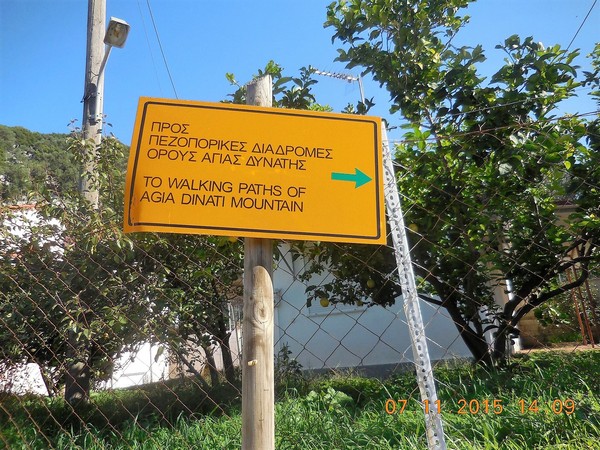 ΠΡΟΣ
ΠΕΖΟΠΟΡΙΚΕΣ ΔΙΑΔΡΟΜΕΣ
ΟΡΟΥΣ ΑΓΙΑΣ ΔΥΝΑΤΗΣ
TO WALKING PATHS OF
AGIA DINATI MOUNTAIN
07 11 2015 14 09